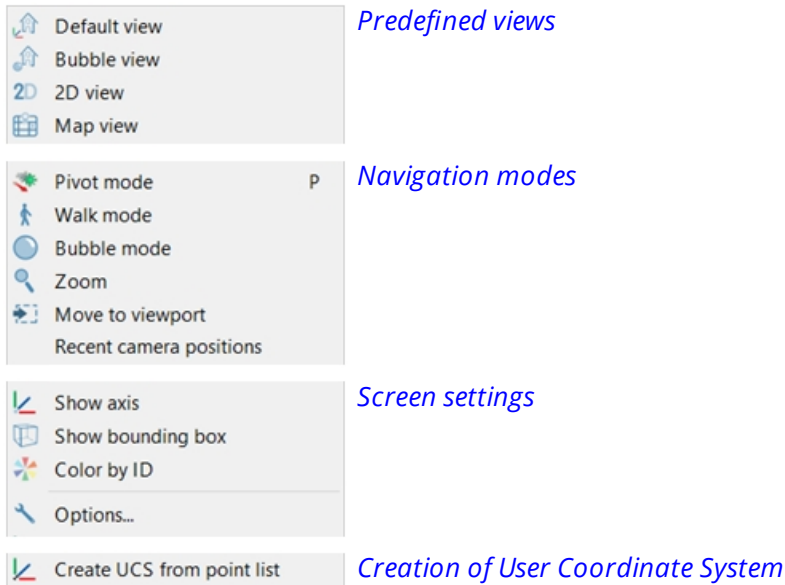 Default view Predefined views
Bubble view
2D 2D view
Map view
Pivot mode P Navigation modes
Walk mode
Bubble mode
Zoom
Move to viewport
Recent camera positions
Show axis Screen settings
Show bounding box
Color by ID
Options...
Create UCS from point list Creation of User Coordinate System